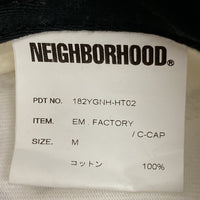 NEIGHBORHOOD®
PDT NO. 182YGNH-HT02
ITEM. EM . FACTORY
/ C-CAP
SIZE. M
コットン 100%